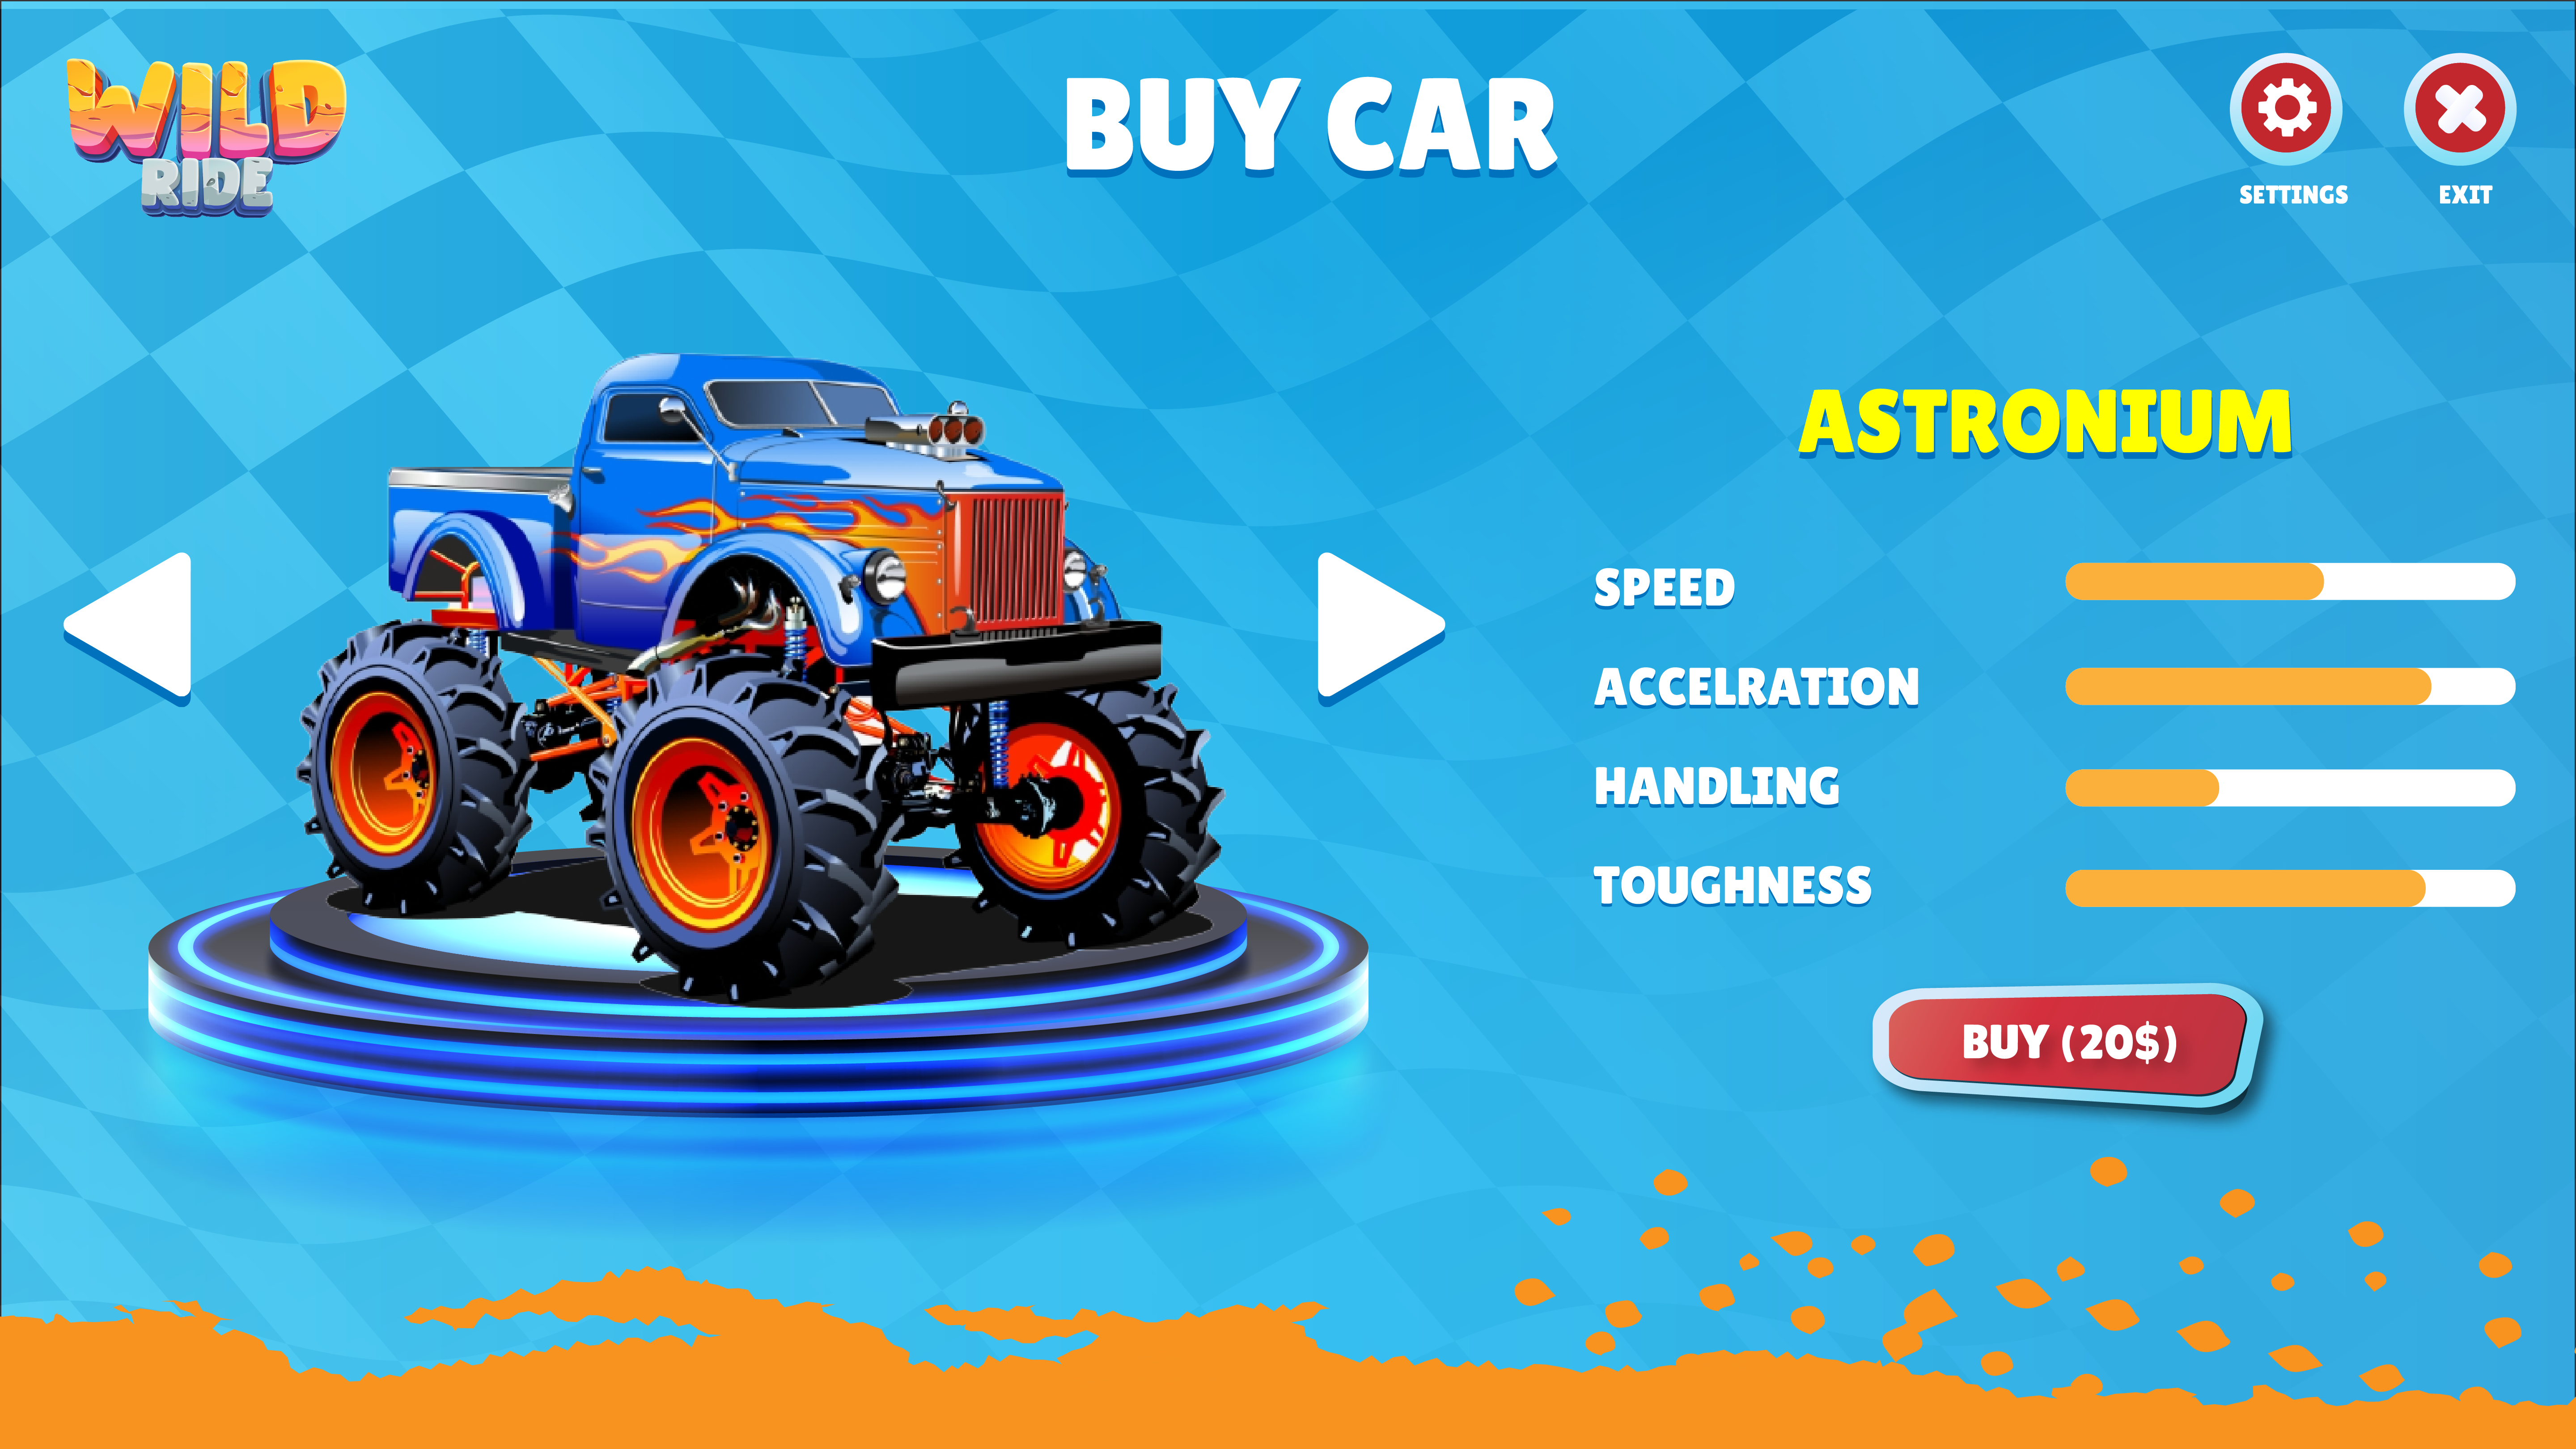 WILD
RIDE
BUY CAR
SETTINGS
EXIT
ASTRONIUM
SPEED
ACCELRATION
HANDLING
TOUGHNESS
BUY (20$)